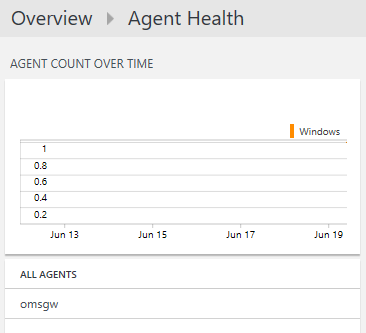 Overview Agent Health
AGENT COUNT OVER TIME
Windows
1
0.8
0.6
0.4
0.2
Jun 13 Jun 15 Jun 17 Jun 19
ALL AGENTS
omsgw